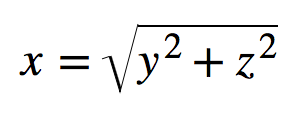 x = √(y² + z²)